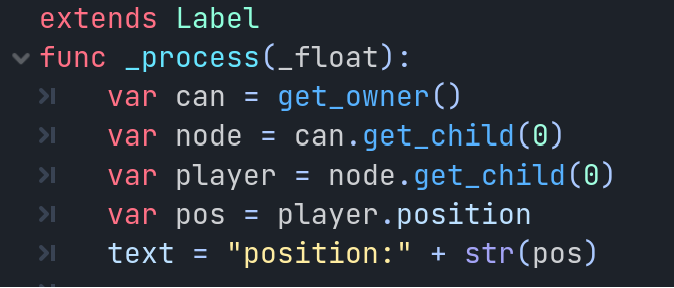 extends Label
func _process(_float):
var can = get_owner()
var node = can.get_child(0)
var player = node.get_child(0)
var pos = player.position
text = "position:" + str(pos)